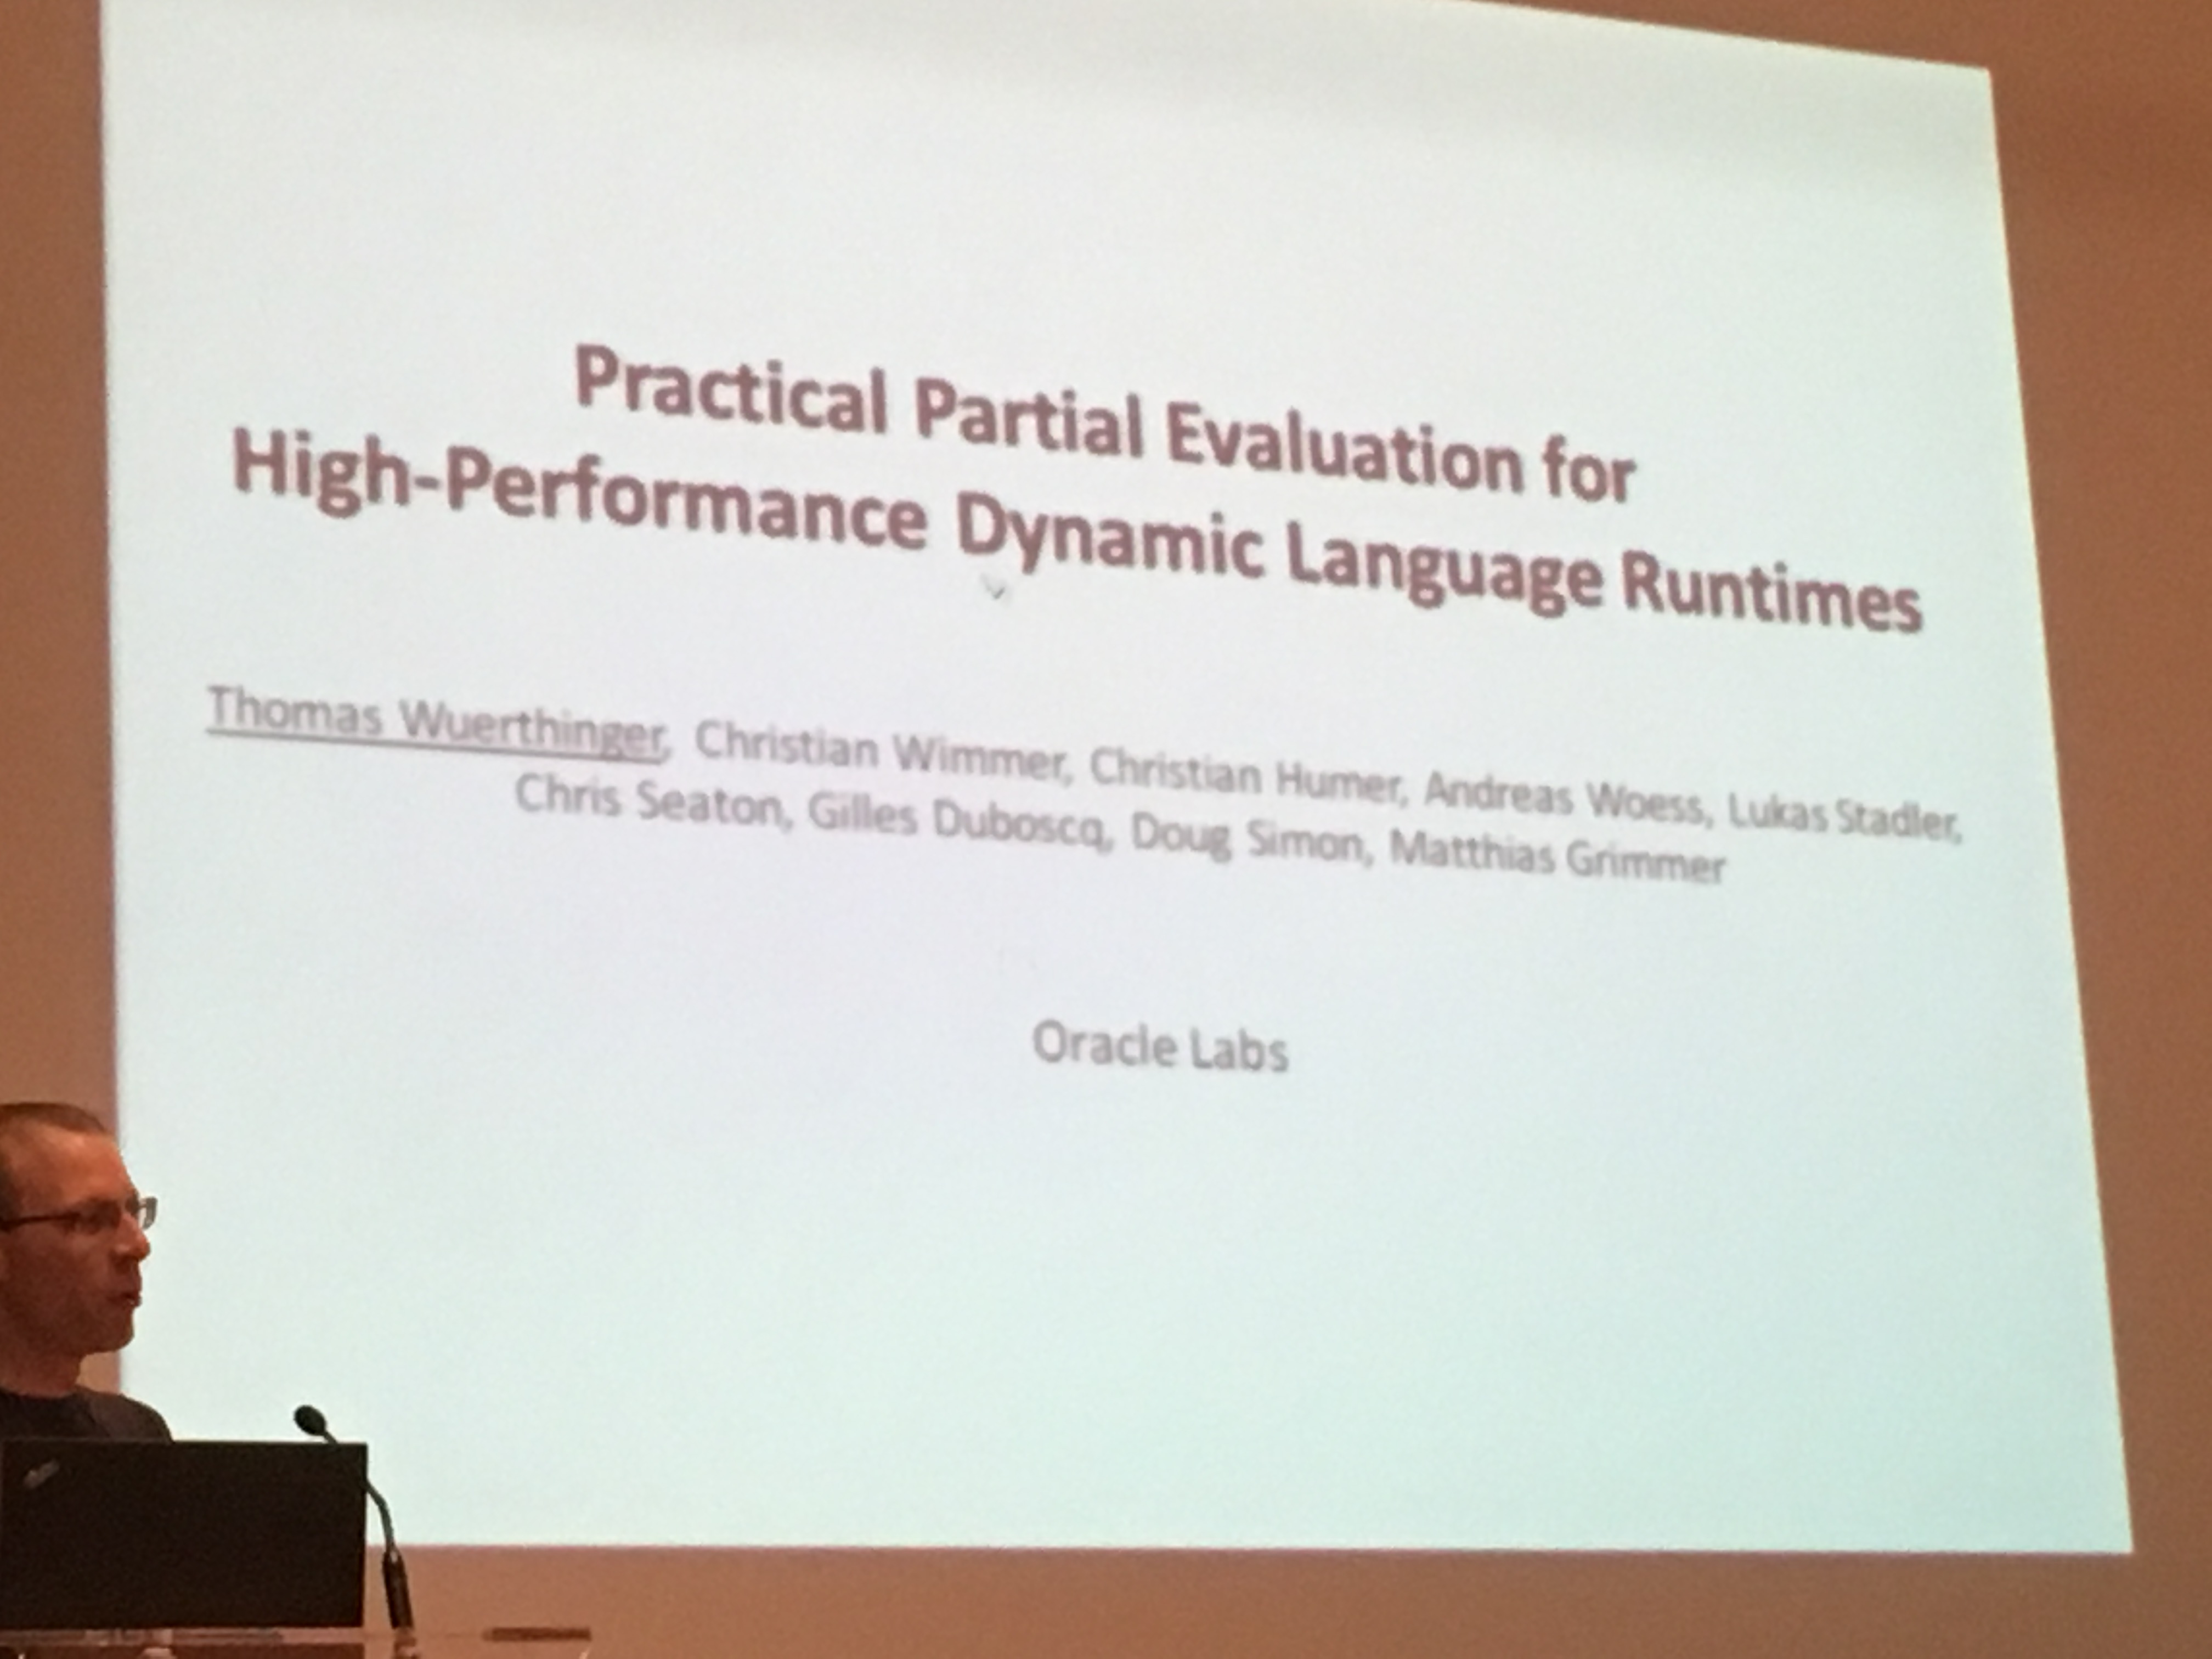 Practical Partial Evaluation for
High-Performance Dynamic Language Runtimes
Thomas Wuerthinger, Christian Wimmer, Christian Humer, Andreas Woess, Lukas Stadler,
Chris Seaton, Gilles Duboscq, Doug Simon, Matthias Grimmer
Oracle Labs